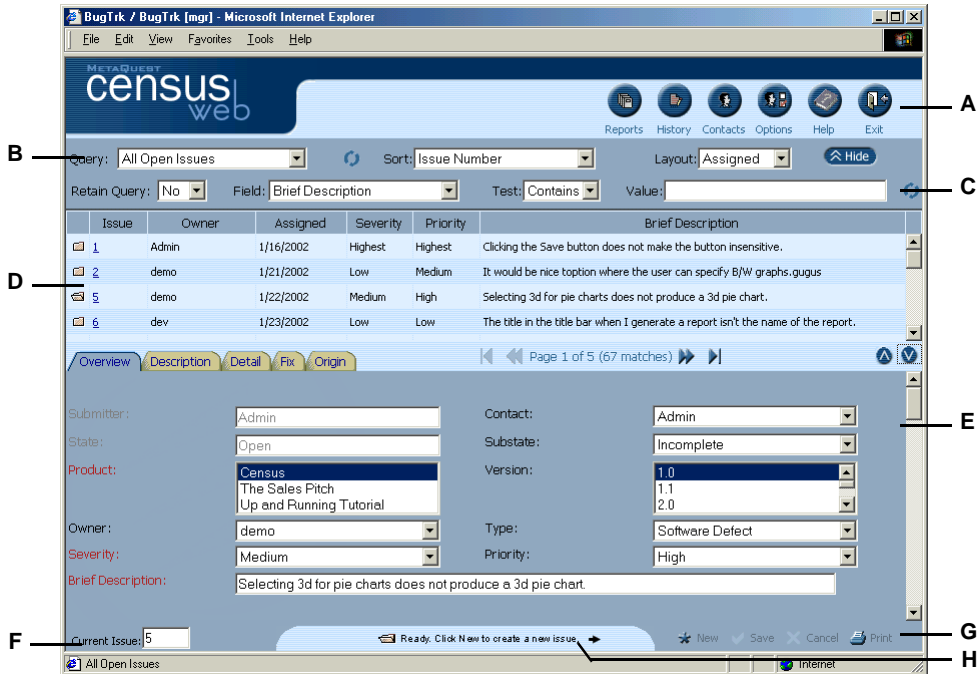 BugTrk / BugTrk [mgr] - Microsoft Internet Explorer
File Edit View Favorites Tools Help
METAQUEST
census
web
Reports History Contacts Options Help Exit
A
B
Query: All Open Issues Sort: Issue Number Layout: Assigned Hide
Retain Query: No Field: Brief Description Test: Contains Value:
C
Issue Owner Assigned Severity Priority Brief Description
1 Admin 1/16/2002 Highest Highest Clicking the Save button does not make the button insensitive.
2 demo 1/21/2002 Low Medium It would be nice toption where the user can specify B/W graphs.gugus
D
5 demo 1/22/2002 Medium High Selecting 3d for pie charts does not produce a 3d pie chart.
6 dev 1/23/2002 Low Low The title in the title bar when I generate a report isn't the name of the report.
Overview Description Detail Fix Origin Page 1 of 5 (67 matches)
Submitter: Admin Contact: Admin
E
State: Open Substate: Incomplete
Product: Census Version: 1.0
The Sales Pitch 1.1
Up and Running Tutorial 2.0
Owner: demo Type: Software Defect
Severity: Medium Priority: High
Brief Description: Selecting 3d for pie charts does not produce a 3d pie chart.
F
Current Issue: 5 Ready. Click New to create a new issue. New Save Cancel Print
G
H
All Open Issues Internet